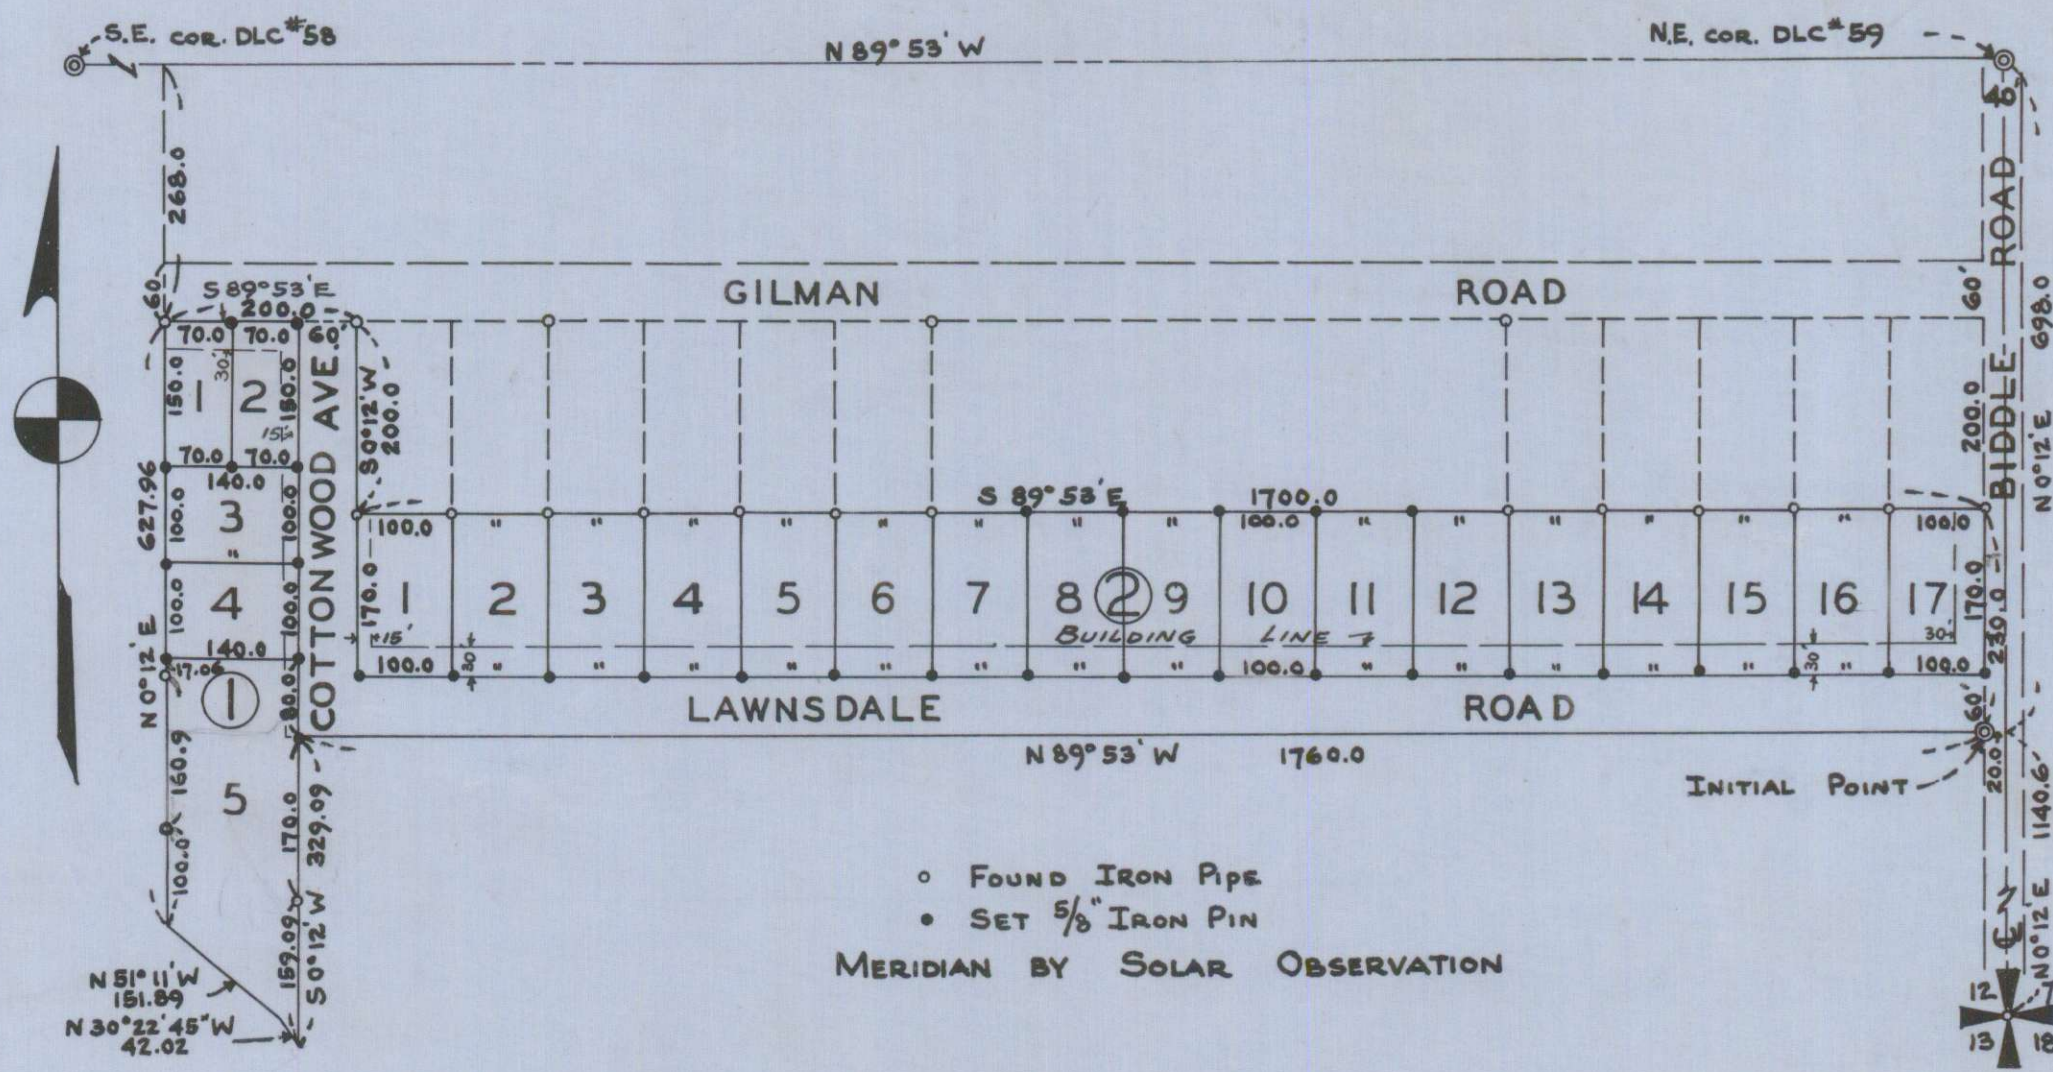 S.E. COR. DLC #58
N 89° 53' W
N.E. COR. DLC #59
268.0
60'
GILMAN ROAD
60'
BIDDLE ROAD
698.0
N 0° 12' E
S 89° 53' E
200.0
70.0 70.0 60'
150.0 1 30' 2 150.0
15'
70.0 70.0
140.0
COTTONWOOD AVE.
S 0° 12' W
200.0
200.0
627.96
N 0° 12' E
100.0 3 100.0
"
100.0 4 100.0
140.0
17.06
1
80.0
160.9
5
170.0
329.09
S 0° 12' W
100.0
159.09
N 51° 11' W
151.89
N 30° 22' 45" W
42.02
S 89° 53' E 1700.0
100.0 " " " " " " " " 100.0 " " " " " " 100.0
170.0 1 2 3 4 5 6 7 8 2 9 10 11 12 13 14 15 16 17 170.0
230.0
15' BUILDING LINE 30'
100.0 30' " " " " " " " " 100.0 " " " " " 30' " 100.0
LAWNSDALE ROAD
60'
N 89° 53' W 1760.0
20.0
INITIAL POINT
1140.6
N 0° 12' E
FOUND IRON PIPE
SET 5/8" IRON PIN
MERIDIAN BY SOLAR OBSERVATION
12 7
13 18